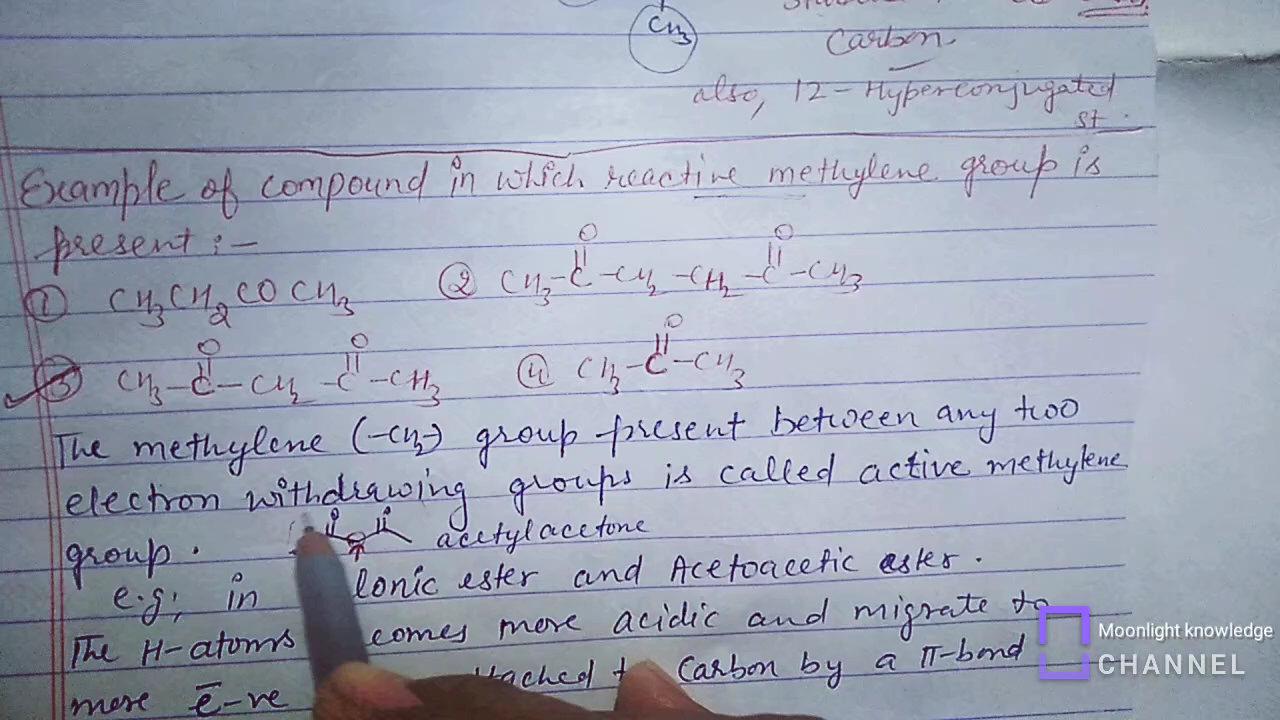 CH3
Carbon
also, 12 - Hyperconjugated
st.
Example of compound in which reactive methylene group is
present :-
① CH3CH2COCH3 ② CH3-C-CH2-CH2-C-CH3
O O
③ CH3-C-CH2 C-CH3 ④ CH3-C-CH3
O O O
The methylene (-CH2-) group present between any two
electron withdrawing groups is called active methylene
group. acetylacetone
e.g; in lonic ester and Acetoacetic ester.
The H-atoms comes more acidic and migrate to
more e-ve ttached t Carbon by a π-bond
Moonlight knowledge
CHANNEL